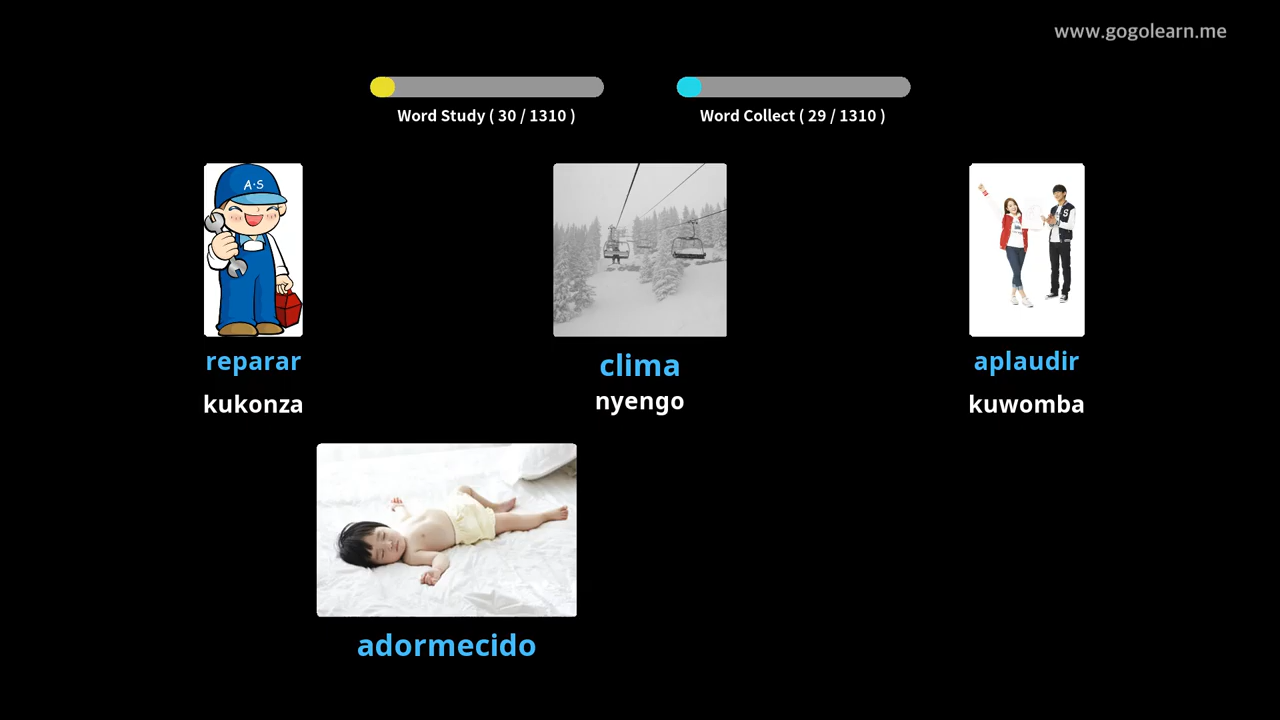 www.gogolearn.me
Word Study ( 30 / 1310 )
Word Collect ( 29 / 1310 )
A·S
S
reparar
clima
aplaudir
kukonza
nyengo
kuwomba
adormecido